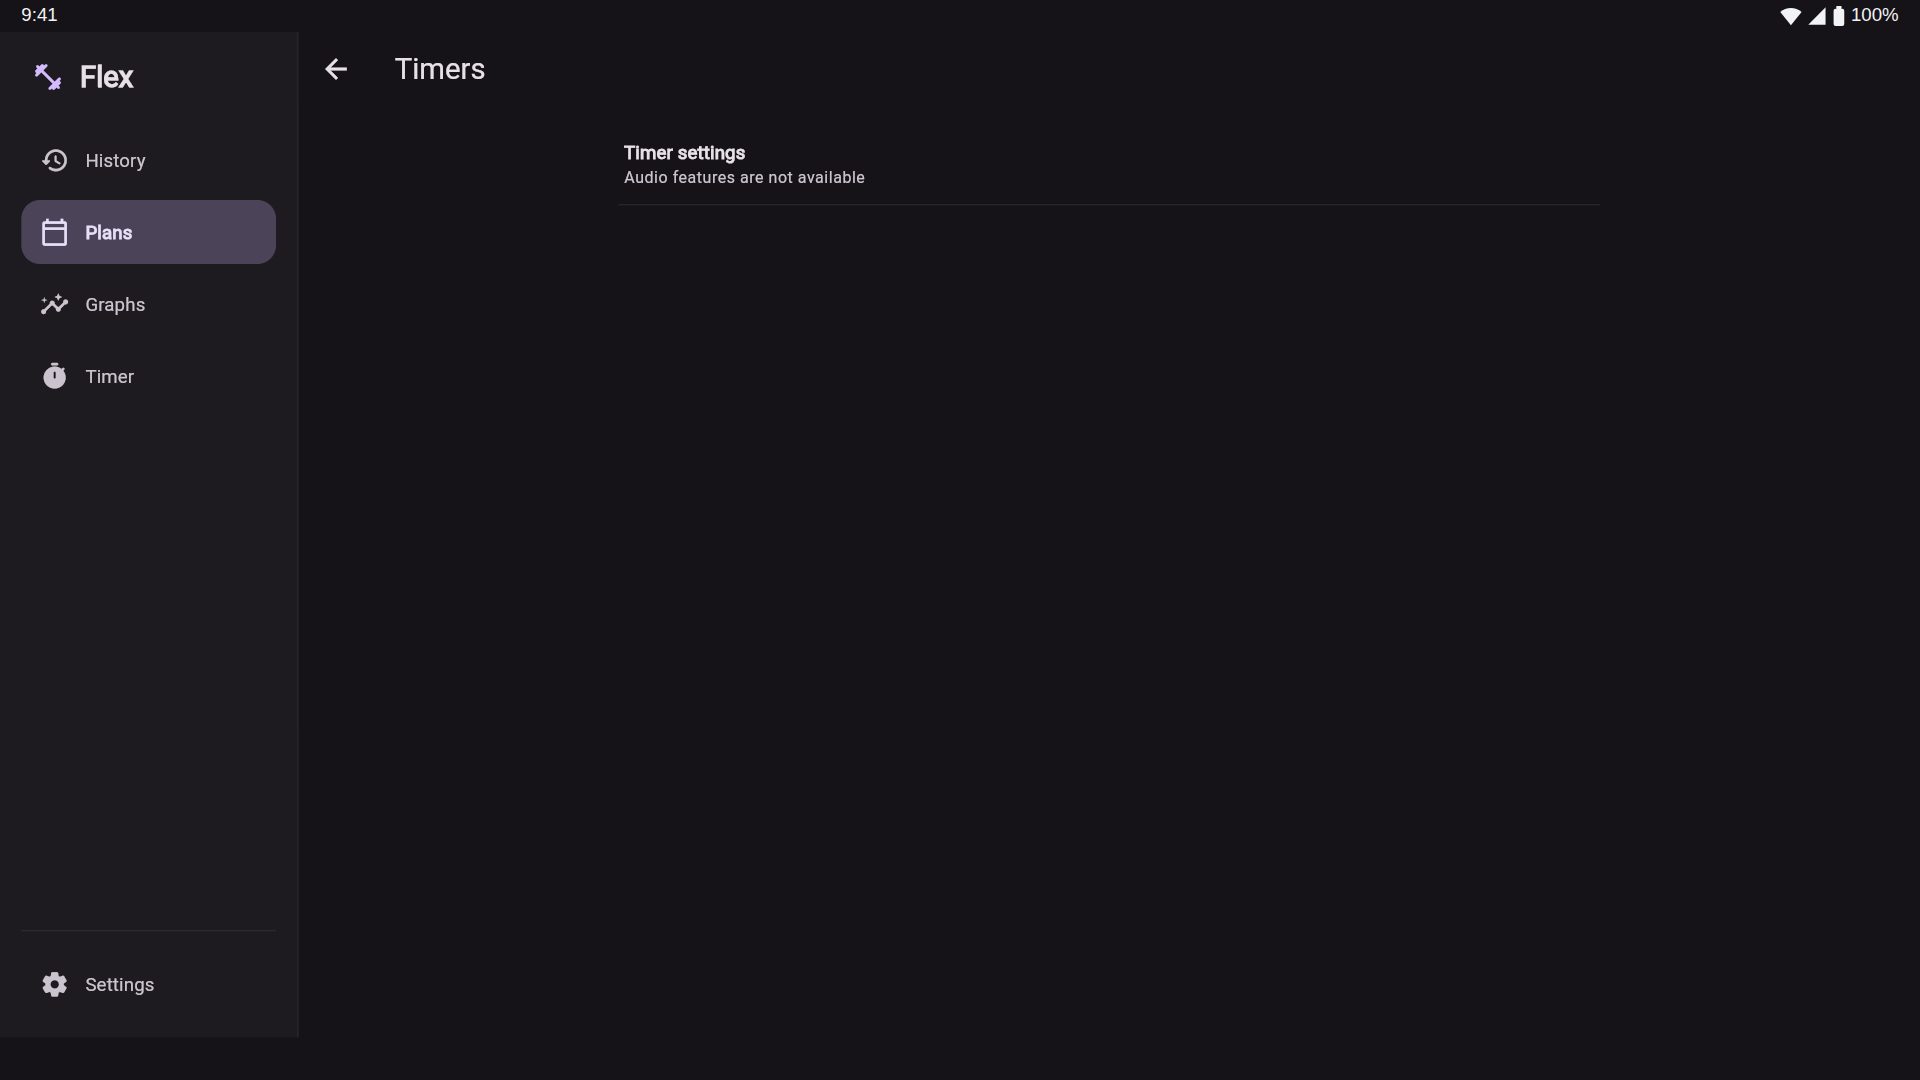 9:41
100%
Flex
Timers
History
Plans
Graphs
Timer
Settings
Timer settings
Audio features are not available